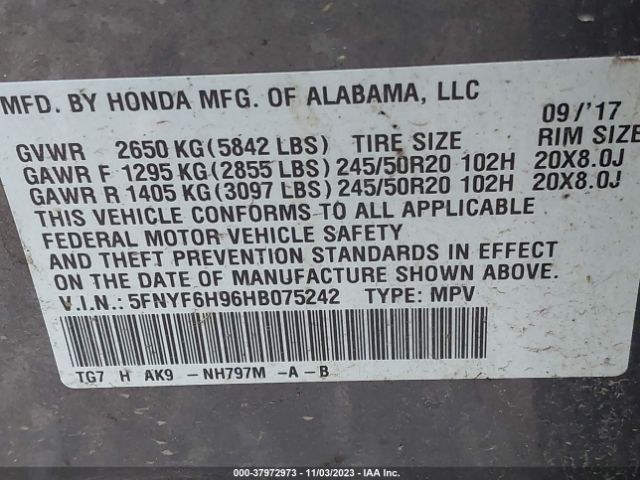 MFD. BY HONDA MFG. OF ALABAMA, LLC 09/'17
GVWR 2650 KG(5842 LBS) TIRE SIZE RIM SIZE
GAWR F 1295 KG(2855 LBS) 245/50R20 102H 20X8.0J
GAWR R 1405 KG(3097 LBS) 245/50R20 102H 20X8.0J
THIS VEHICLE CONFORMS TO ALL APPLICABLE
FEDERAL MOTOR VEHICLE SAFETY
AND THEFT PREVENTION STANDARDS IN EFFECT
ON THE DATE OF MANUFACTURE SHOWN ABOVE.
V.I.N.: 5FNYF6H96HB075242 TYPE: MPV
TG7 H AK9 -NH797M -A -B
000-37972973 - 11/03/2023 - IAA Inc.